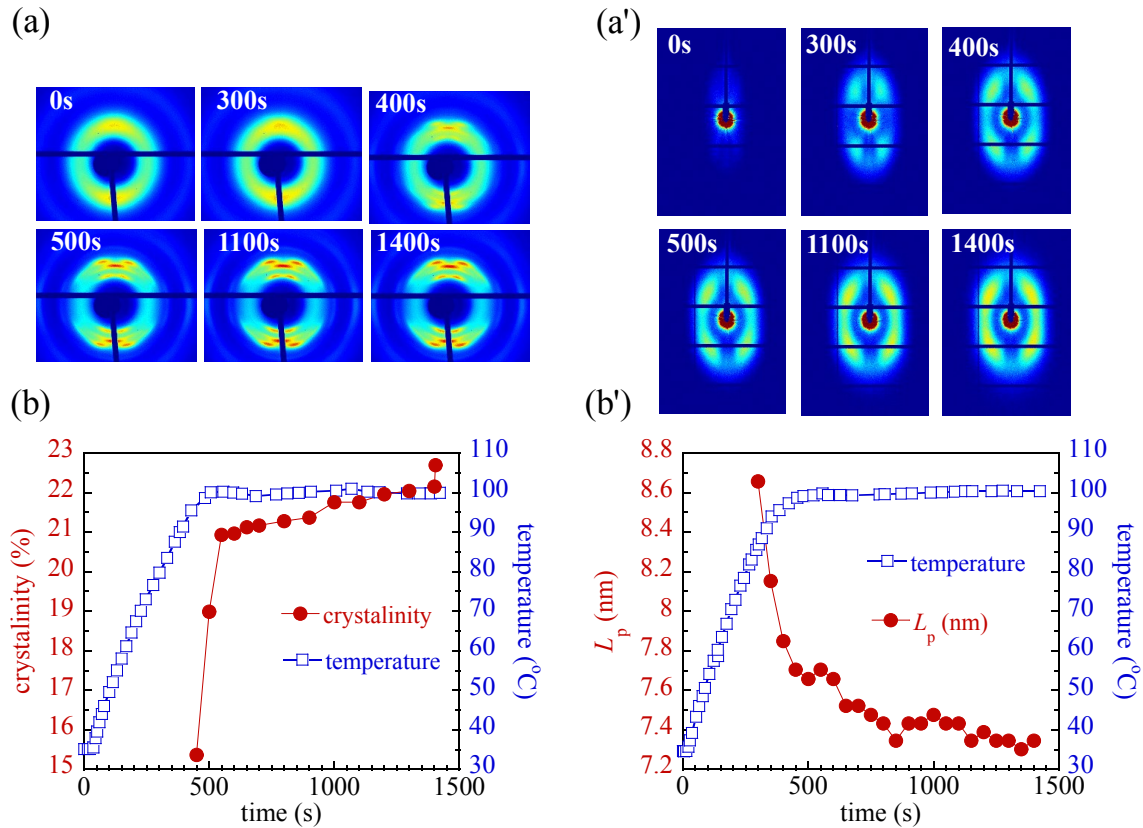 (a)
0s
300s
400s
500s
1100s
1400s
(a')
0s
300s
400s
500s
1100s
1400s
(b)
23
22
21
20
19
18
17
16
15
crystalinity (%)
110
100
90
80
70
60
50
40
30
temperature (°C)
crystalinity
temperature
0
500
1000
1500
time (s)
(b')
8.8
8.6
8.4
8.2
8
7.8
7.6
7.4
7.2
Lp (nm)
110
100
90
80
70
60
50
40
30
temperature (°C)
temperature
Lp (nm)
0
500
1000
1500
time (s)